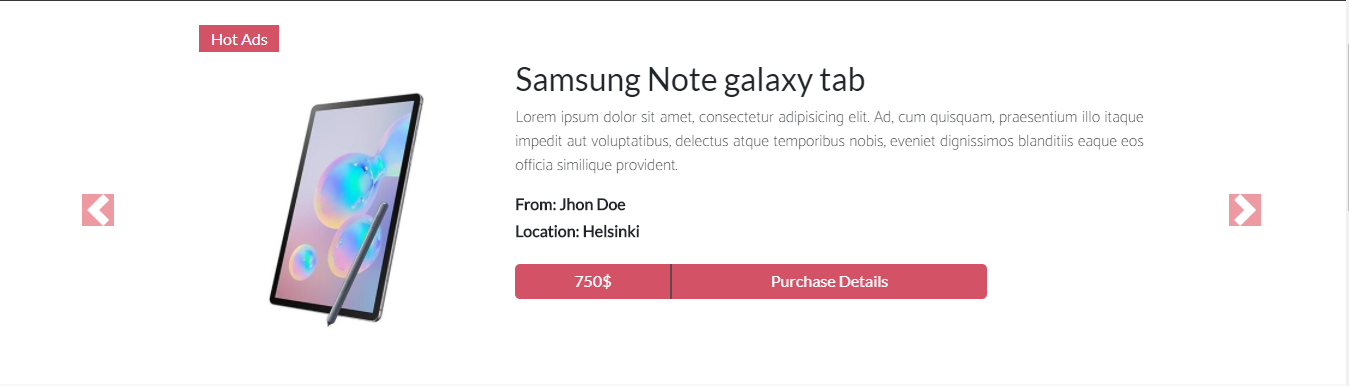 Hot Ads
Samsung Note galaxy tab
Lorem ipsum dolor sit amet, consectetur adipisicing elit. Ad, cum quisquam, praesentium illo itaque
impedit aut voluptatibus, delectus atque temporibus nobis, eveniet dignissimos blanditiis eaque eos
officia similique provident.
From: Jhon Doe
Location: Helsinki
750$ Purchase Details